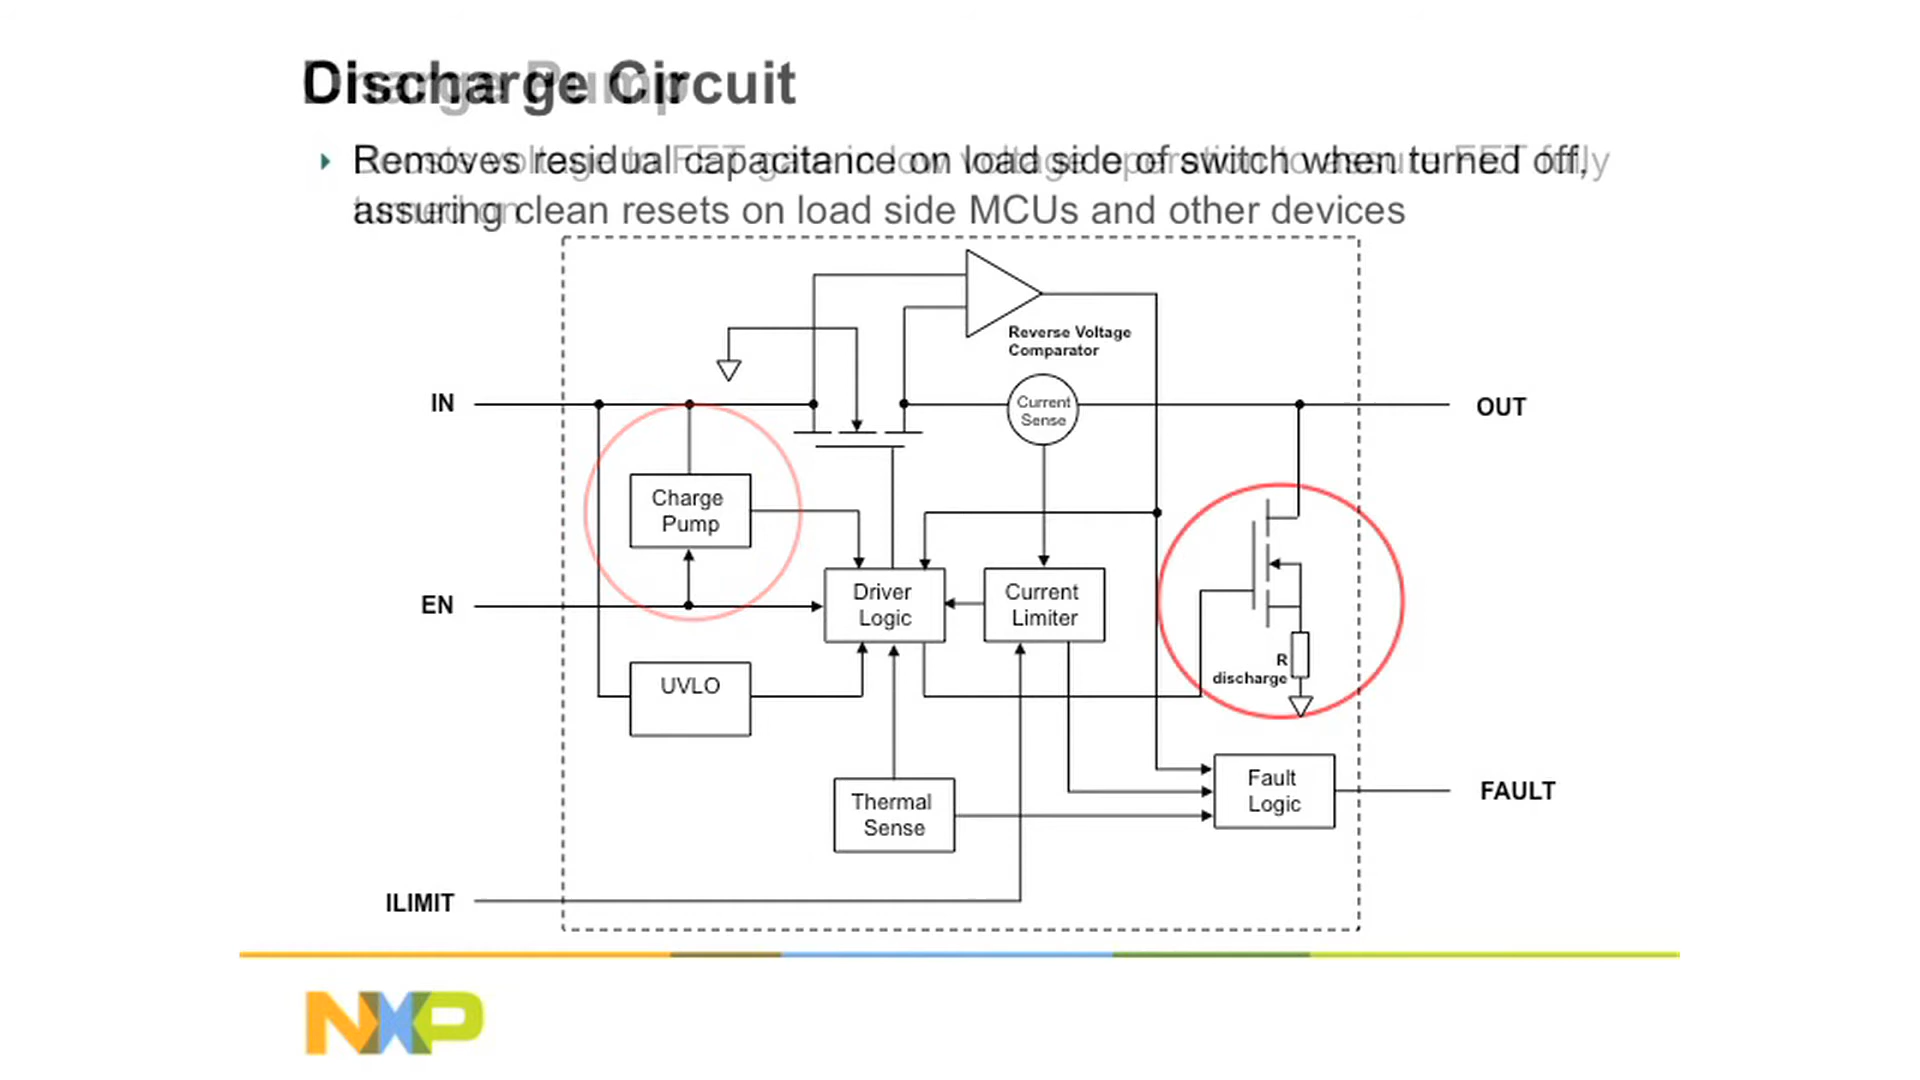 Discharge Circuit
Removes residual capacitance on load side of switch when turned off,
assuring clean resets on load side MCUs and other devices
Reverse Voltage
Comparator
IN
Current
Sense
OUT
Charge
Pump
EN
Driver
Logic
Current
Limiter
R
discharge
UVLO
Thermal
Sense
Fault
Logic
FAULT
ILIMIT
NXP